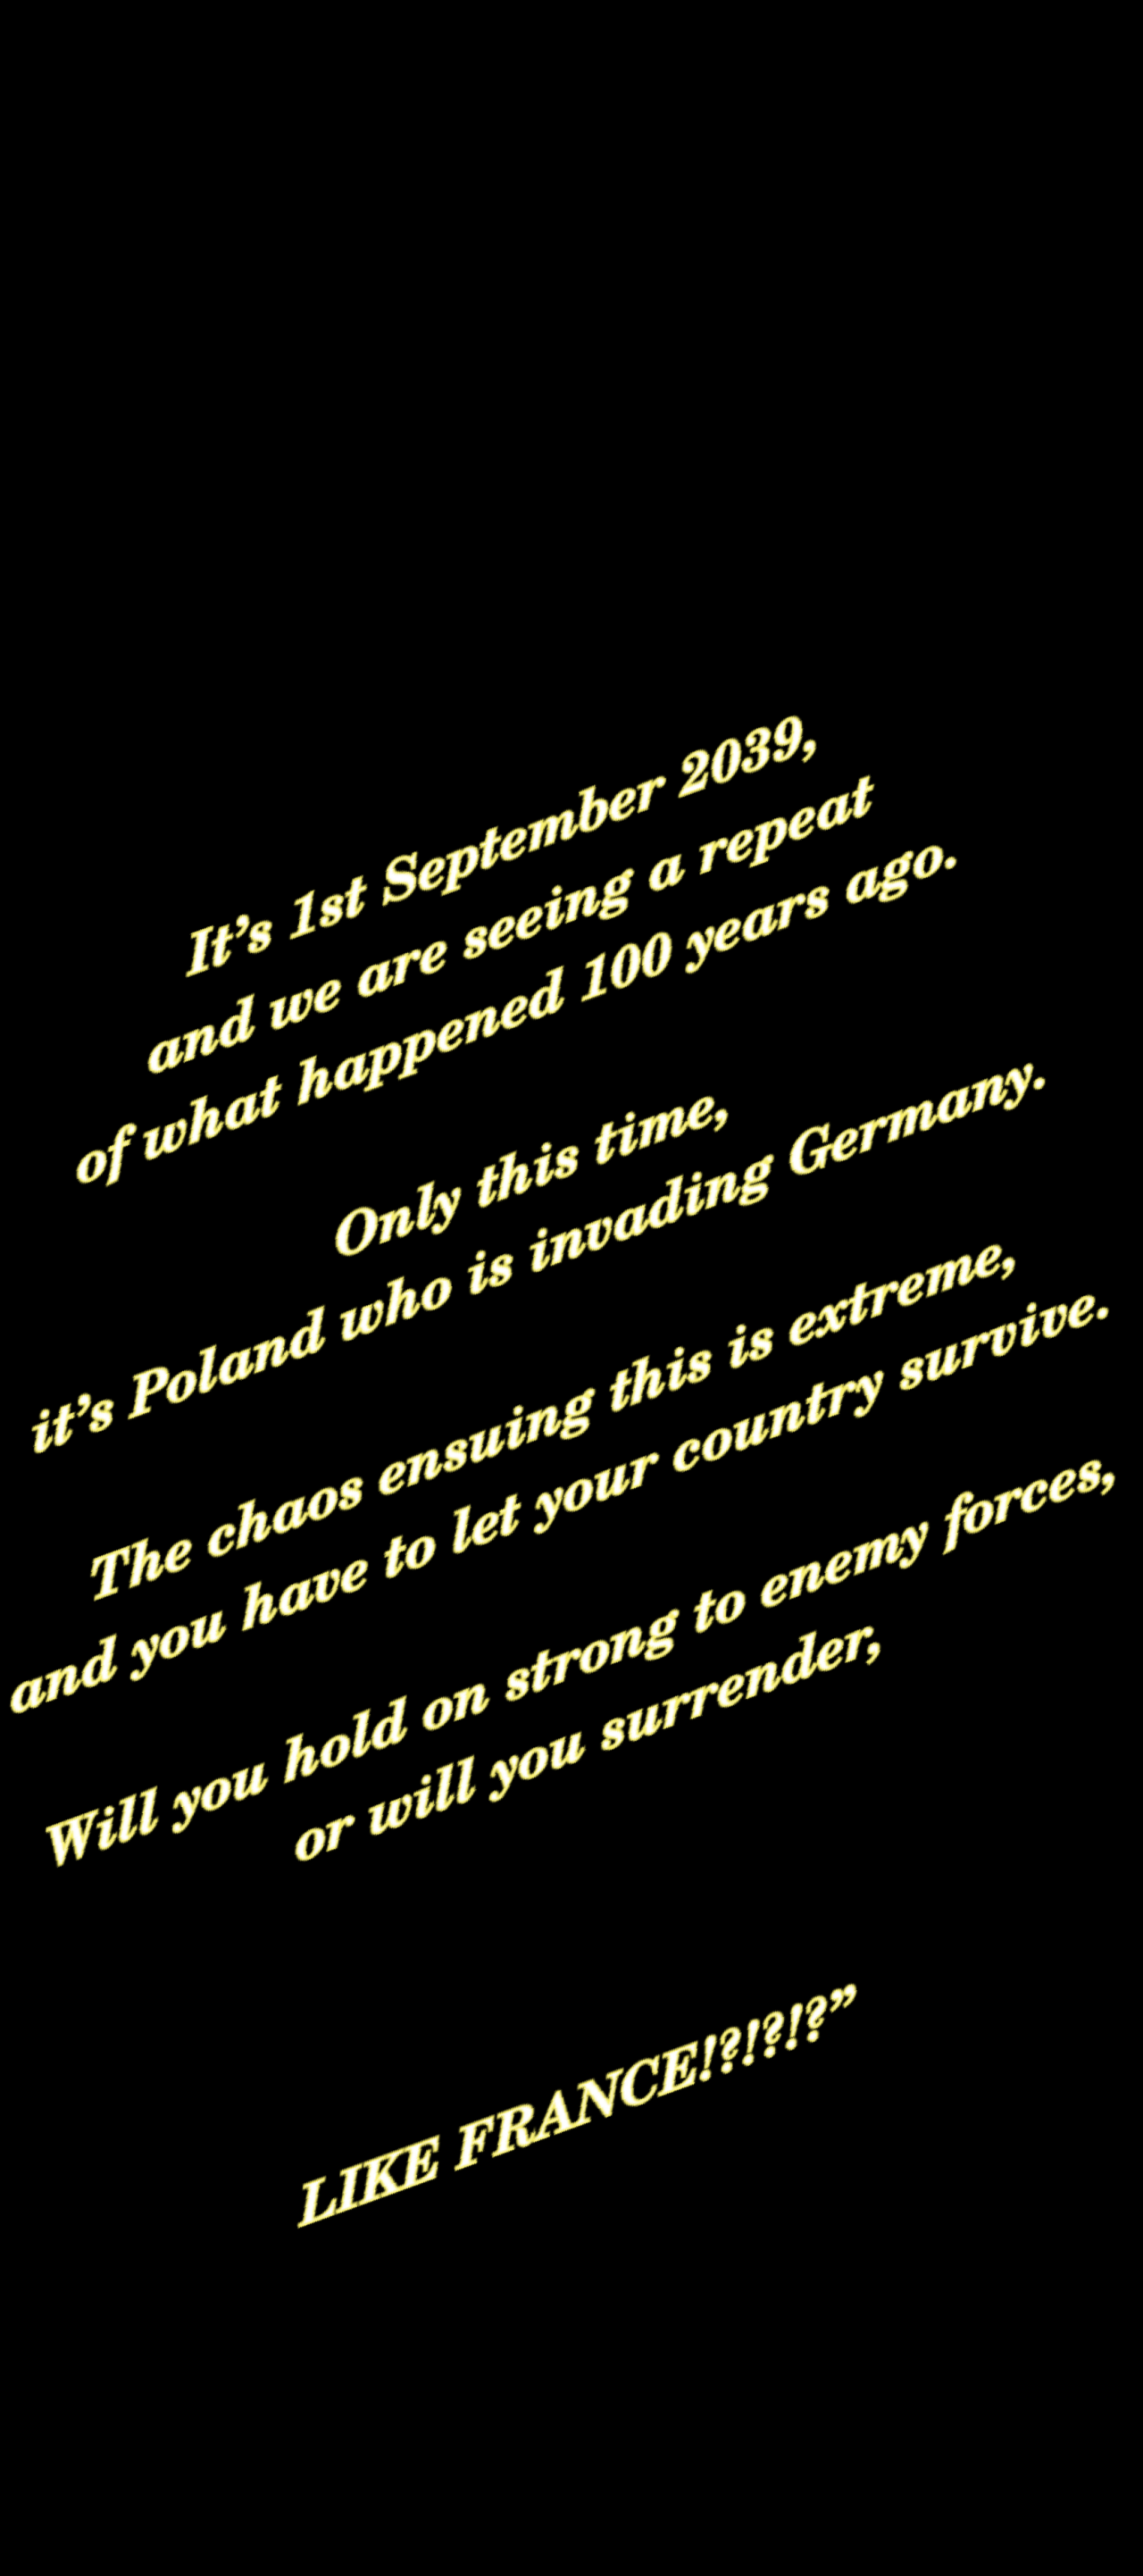 It’s 1st September 2039,
and we are seeing a repeat
of what happened 100 years ago.
Only this time,
it’s Poland who is invading Germany.
The chaos ensuing this is extreme,
and you have to let your country survive.
Will you hold on strong to enemy forces,
or will you surrender,
LIKE FRANCE!?!?!?”